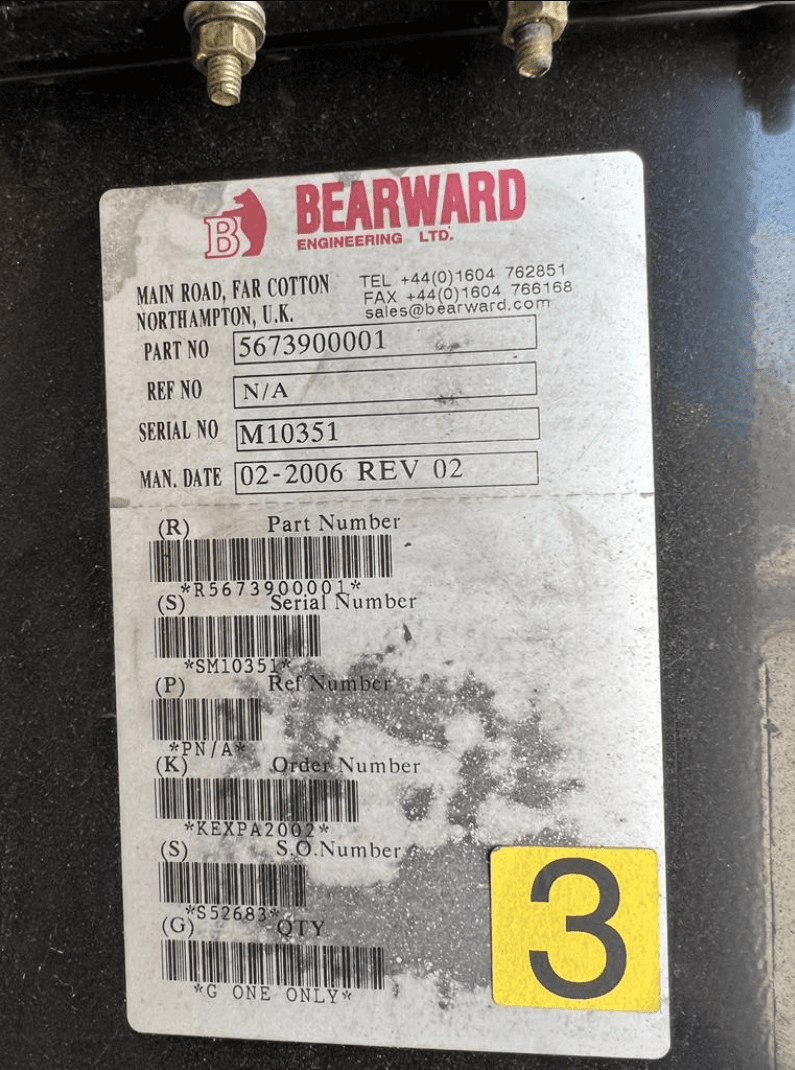 B BEARWARD
ENGINEERING LTD.
MAIN ROAD, FAR COTTON
NORTHAMPTON, U.K.
TEL +44(0)1604 762851
FAX +44(0)1604 766168
sales@bearward.com
PART NO 5673900001
REF NO N/A
SERIAL NO M10351
MAN. DATE 02-2006 REV 02
(R) Part Number
*R5673900001*
(S) Serial Number
*SM10351*
(P) Ref Number
*PN/A*
(K) Order Number
*KEXPA2002*
(S) S.O.Number
*S52683*
(G) QTY
*G ONE ONLY*
3